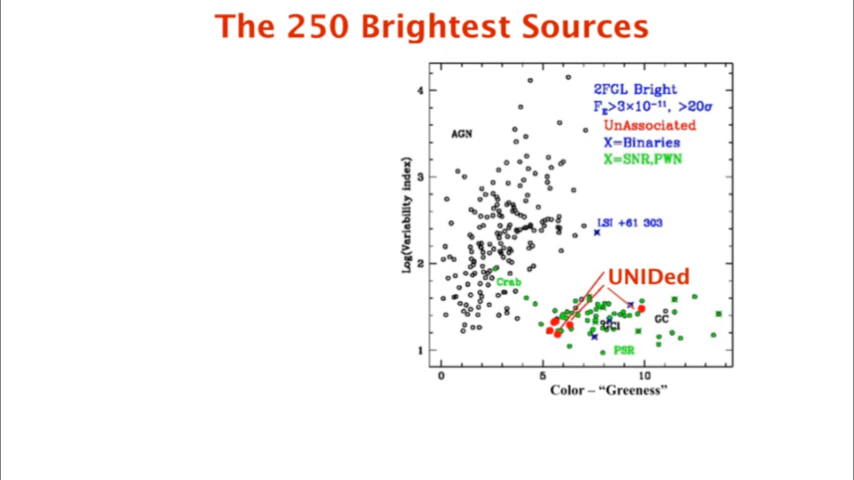 The 250 Brightest Sources
2FGL Bright
F_E>3×10⁻¹¹, >20σ
UnAssociated
X=Binaries
X=SNR,PWN
AGN
LSI +61 303
UNIDed
Crab
GC
PSR
Log(Variability index)
4
3
2
1
0
5
10
Color – “Greeness”